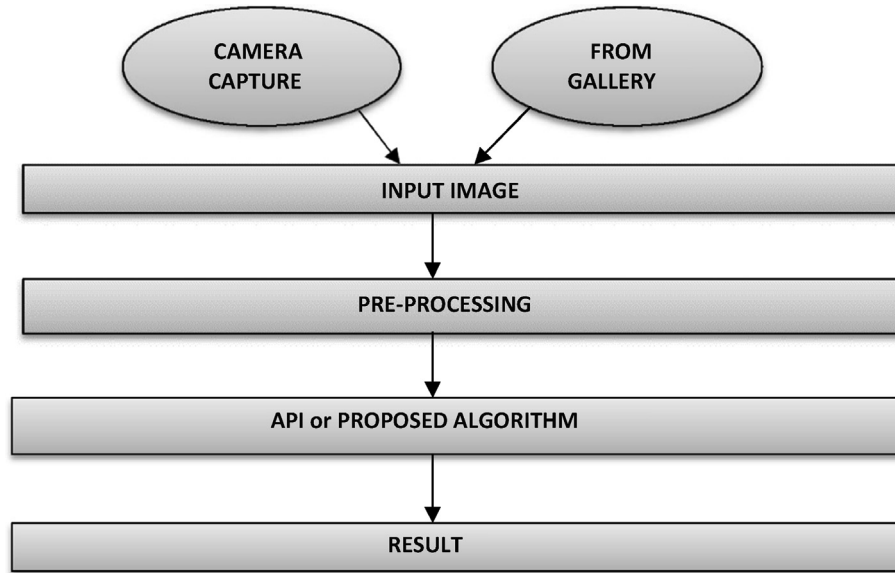 CAMERA
CAPTURE
FROM
GALLERY
INPUT IMAGE
PRE-PROCESSING
API or PROPOSED ALGORITHM
RESULT